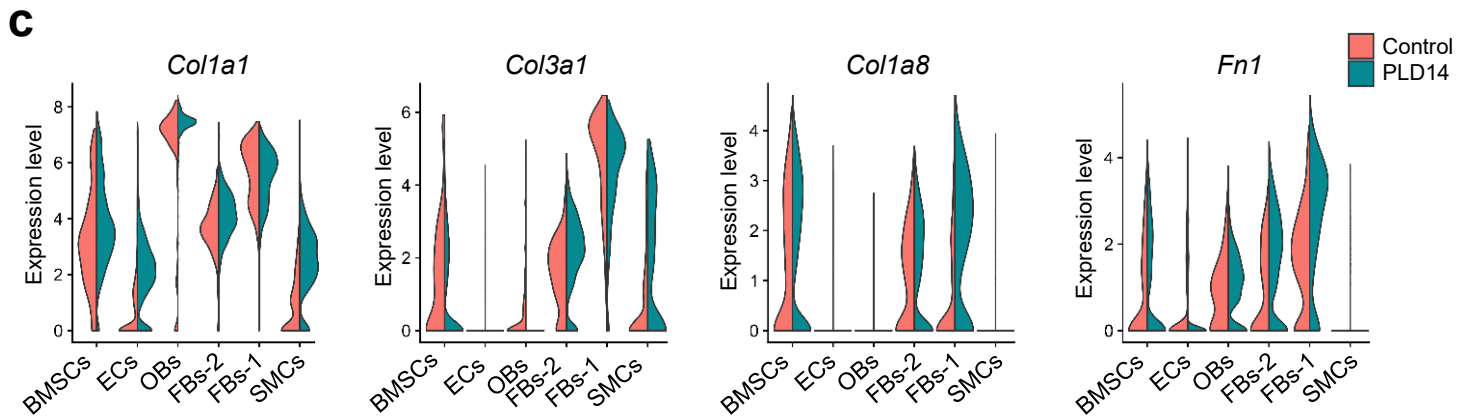 c
Col1a1
Col3a1
Col1a8
Fn1
Control
PLD14
Expression level
8
6
4
2
0
BMSCs
ECs
OBs
FBs-2
FBs-1
SMCs
Expression level
6
4
2
0
BMSCs
ECs
OBs
FBs-2
FBs-1
SMCs
Expression level
4
3
2
1
0
BMSCs
ECs
OBs
FBs-2
FBs-1
SMCs
Expression level
4
2
0
BMSCs
ECs
OBs
FBs-2
FBs-1
SMCs